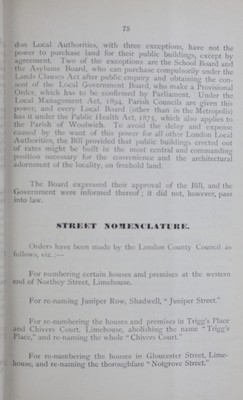 75
don Local Authorities, with three exceptions, have not the
power to purchase land for their public buildings, except by
agreement. Two of the exceptions are the School Board and
the Asylums Board, who can purchase compulsorily under the
Lands Clauses Act after public inquiry and obtaining the con-
sent of the Local Government Board, who make a Provisional
Order, which has to be confirmed by Parliament. Under the
Local Management Act, 1894, Parish Councils are given this
power, and every Local Board (other than in the Metropolis)
has it under the Public Health Act, 1875, which also applies to
the Parish of Woolwich. To avoid the delay and expense
caused by the want of this power for all other London Local
Authorities, the Bill provided that public buildings erected out
of rates might be built in the most central and commanding
position necessary for the convenience and the architectural
adornment of the locality, on freehold land.
The Board expressed their approval of the Bill, and the
Government were informed thereof; it did not, however, pass
into law.
STREET NOMENCLATURE.
Orders have been made by the London County Council as
follows, viz. :—
For numbering certain houses and premises at the western
end of Northey Street, Limehouse.
For re-naming Juniper Row, Shadwell, "Juniper Street."
For re-numbering the houses and premises in Trigg's Place
and Chivers Court, Limehouse, abolishing the name "Trigg's
Place," and re-naming the whole "Chivers Court."
For re-numbering the houses in Gloucester Street, Lime-
house, and re-naming the thoroughfare "Notgrove Street."